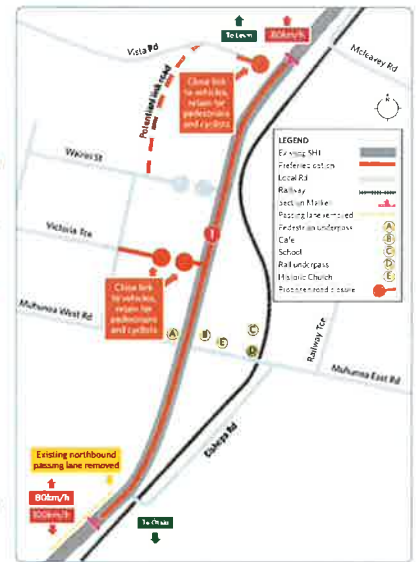 To Levin
80km/h
Vista Rd
McLeavey Rd
Close link
to vehicles,
retain for
pedestrians
and cyclists
Potential link road
LEGEND
Existing SH1
Preferred option
Local Rd
Railway
Section Marker
Passing lane removed
Pedestrian underpass A
Cafe B
School C
Rail underpass D
Historic Church E
Proposed road closure
Victoria Tce
1
Close link
to vehicles,
retain for
pedestrians
and cyclists
Muhunoa West Rd
A
B
E
C
D
Railway Tce
Muhunoa East Rd
Existing northbound
passing lane removed
80km/h
100km/h
To Otaki